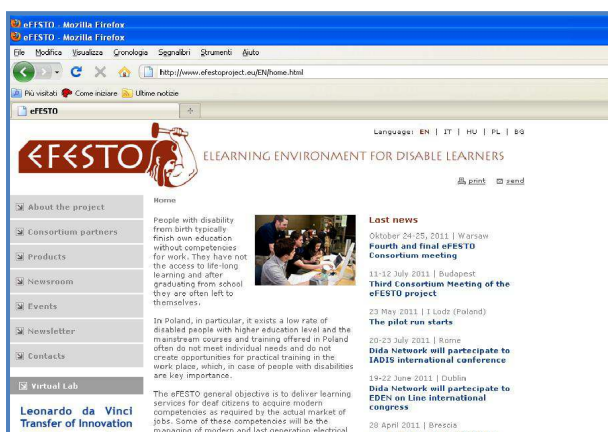 eFESTO - Mozilla Firefox
eFESTO - Mozilla Firefox
File Modifica Visualizza Cronologia Segnalibri Strumenti Aiuto
http://www.efestoproject.eu/EN/home.html
Più visitati Come iniziare Ultime notizie
eFESTO
Language: EN | IT | HU | PL | BG
EFESTO
ELEARNING ENVIRONMENT FOR DISABLE LEARNERS
print send
About the project
Consortium partners
Products
Newsroom
Events
Newsletter
Contacts
Virtual Lab
Leonardo da Vinci
Transfer of Innovation
Home
People with disability
from birth typically
finish own education
without competencies
for work. They have not
the access to life-long
learning and after
graduating from school
they are often left to
themselves.
In Poland, in particular, it exists a low rate of
disabled people with higher education level and the
mainstream courses and training offered in Poland
often do not meet individual needs and do not
create opportunities for practical training in the
work place, which, in case of people with disabilities
are key importance.
The eFESTO general objective is to deliver learning
services for deaf citizens to acquire modern
competencies as required by the actual market of
jobs. Some of these competencies will be the
managing of modern and last generation electrical
Last news
Oktober 24-25, 2011 | Warsaw
Fourth and final eFESTO
Consortium meeting
11-12 July 2011 | Budapest
Third Consortium Meeting of the
eFESTO project
23 May 2011 | I Lodz (Poland)
The pilot run starts
20-23 July 2011 | Rome
Dida Network will partecipate to
IADIS international conference
19-22 June 2011 | Dublin
Dida Network will partecipate to
EDEN on Line international
congress
28 April 2011 | Brescia